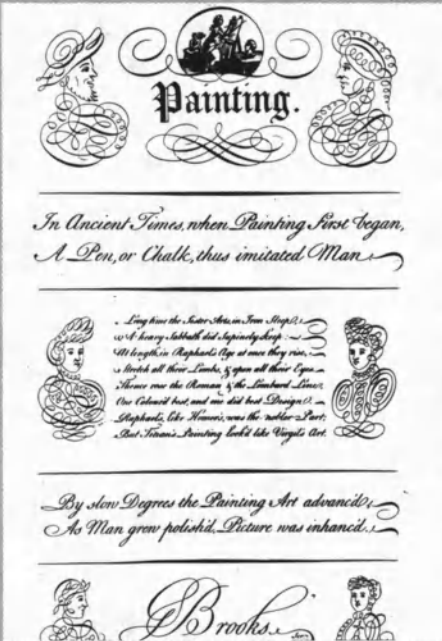 Painting.
In Ancient Times, when Painting first began,
A Pen, or Chalk, thus imitated Man
Long time the Sister Arts, in Iron Sleep,
A heavy Sabbath did supinely keep:
At length, in Raphael's Age at once they rise,
Stretch all their Limbs, & open all their Eyes
Thence rose the Roman & the Lombard Line,
One Colour'd best, and one did best Design
Raphael's, like Homer's, was the nobler Part;
But Titian's Painting look'd like Virgil's Art.
By slow Degrees the Painting Art advanc'd,
As Man grew polish'd, Picture was inhanc'd.
Brooks